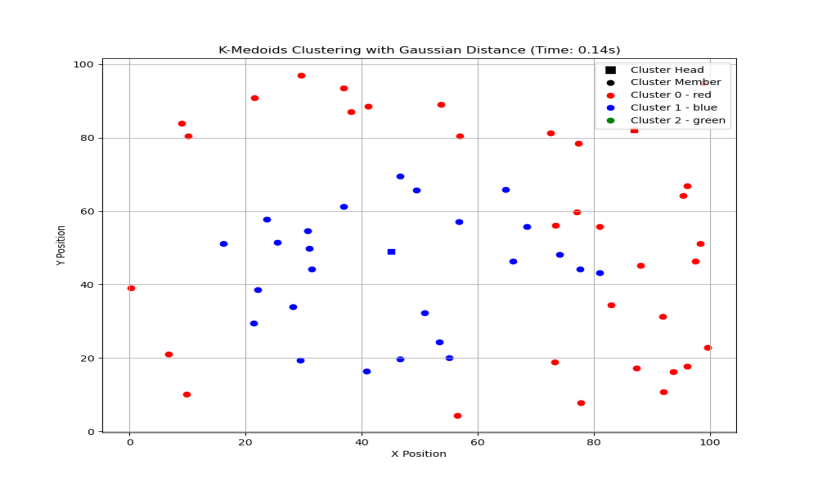 K-Medoids Clustering with Gaussian Distance (Time: 0.14s)
Cluster Head
Cluster Member
Cluster 0 - red
Cluster 1 - blue
Cluster 2 - green
100
80
60
40
20
0
Y Position
0 20 40 60 80 100
X Position